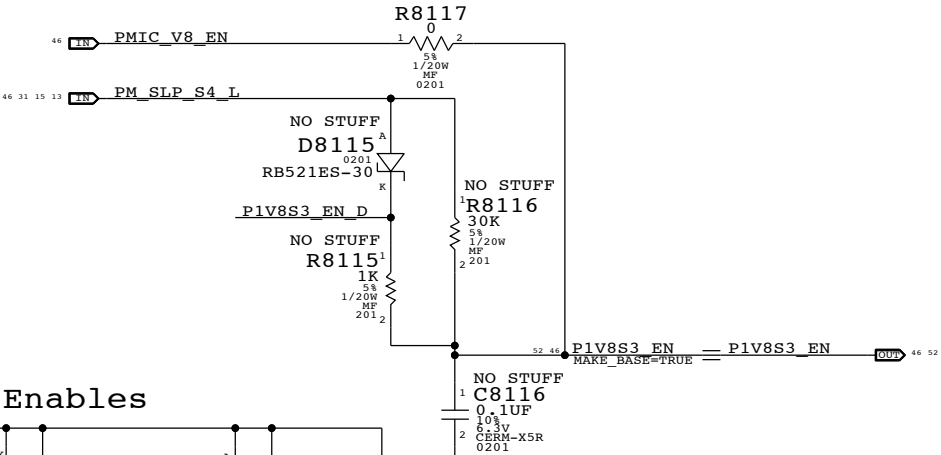 R8117
0
46 IN PMIC_V8_EN 1 2
5%
1/20W
MF
0201
46 31 15 13 IN PM_SLP_S4_L
NO STUFF
A
D8115
0201
RB521ES-30
K
NO STUFF
1
R8116
30K
5%
1/20W
MF
201
2
P1V8S3_EN_D
NO STUFF
R8115
1
1K
5%
1/20W
MF
201
2
52 46 P1V8S3_EN P1V8S3_EN OUT 46 52
MAKE_BASE=TRUE
NO STUFF
1
C8116
0.1UF
10%
6.3V
2
CERM-X5R
0201
Enables